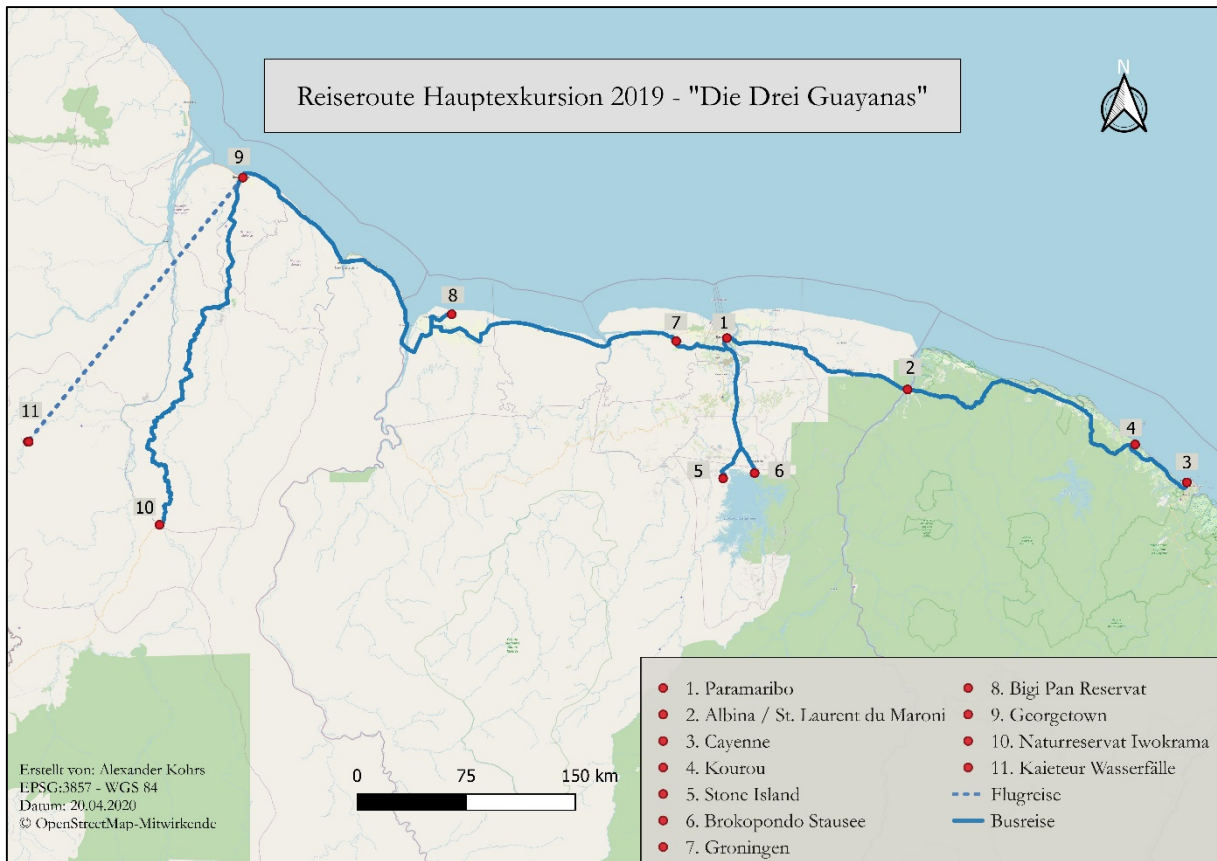 Reiseroute Hauptexkursion 2019 - "Die Drei Guayanas"
N
9
8
7
1
2
11
4
5
6
3
10
1. Paramaribo
2. Albina / St. Laurent du Maroni
3. Cayenne
4. Kourou
5. Stone Island
6. Brokopondo Stausee
7. Groningen
8. Bigi Pan Reservat
9. Georgetown
10. Naturreservat Iwokrama
11. Kaieteur Wasserfälle
Flugreise
Busreise
0 75 150 km
Erstellt von: Alexander Kohrs
EPSG:3857 - WGS 84
Datum: 20.04.2020
© OpenStreetMap-Mitwirkende